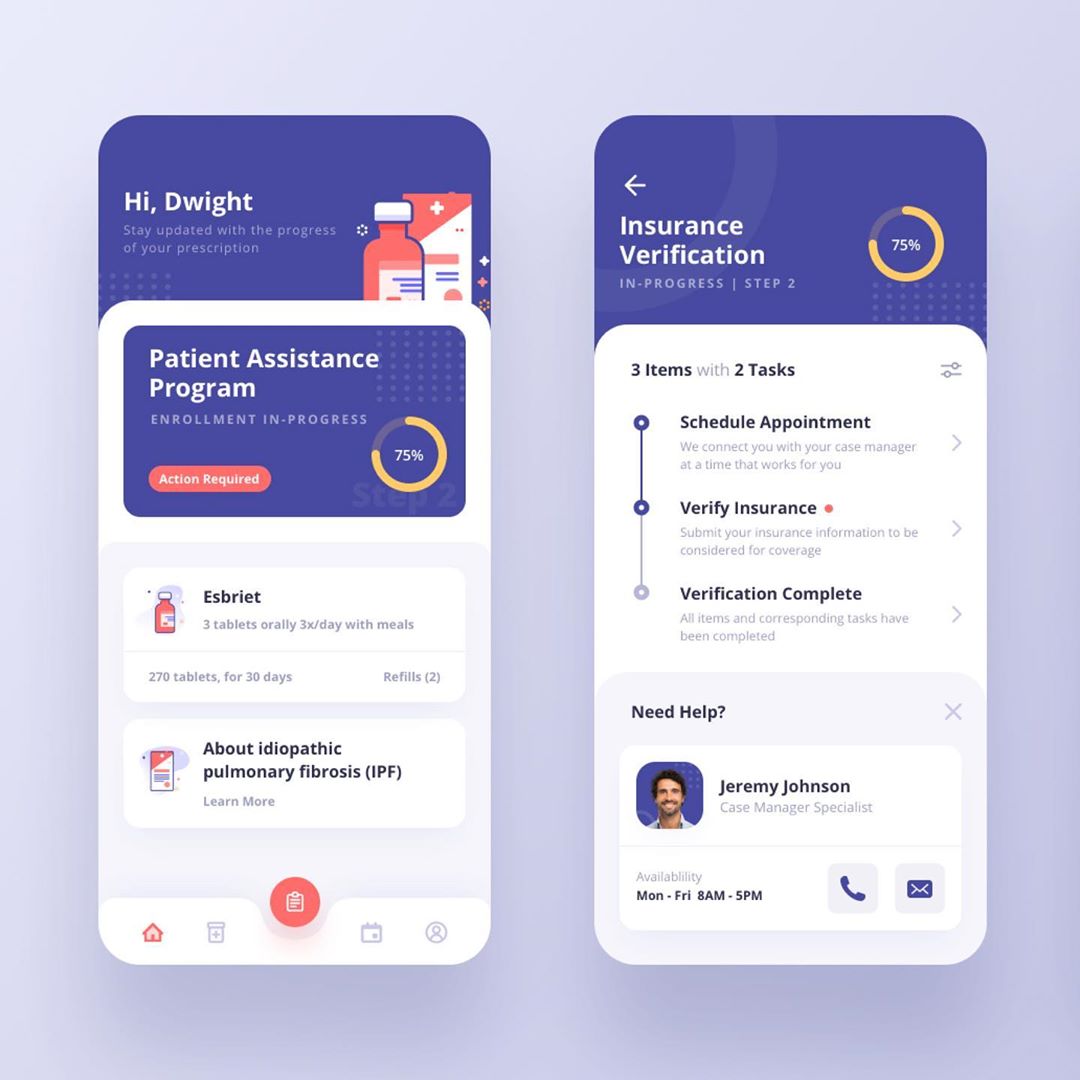 Hi, Dwight
Stay updated with the progress
of your prescription
Patient Assistance
Program
ENROLLMENT IN-PROGRESS
75%
Action Required
Step 2
Esbriet
3 tablets orally 3x/day with meals
270 tablets, for 30 days
Refills (2)
About idiopathic
pulmonary fibrosis (IPF)
Learn More
Insurance
Verification
IN-PROGRESS | STEP 2
75%
3 Items with 2 Tasks
Schedule Appointment
We connect you with your case manager
at a time that works for you
Verify Insurance
Submit your insurance information to be
considered for coverage
Verification Complete
All items and corresponding tasks have
been completed
Need Help?
Jeremy Johnson
Case Manager Specialist
Availablility
Mon - Fri 8AM - 5PM